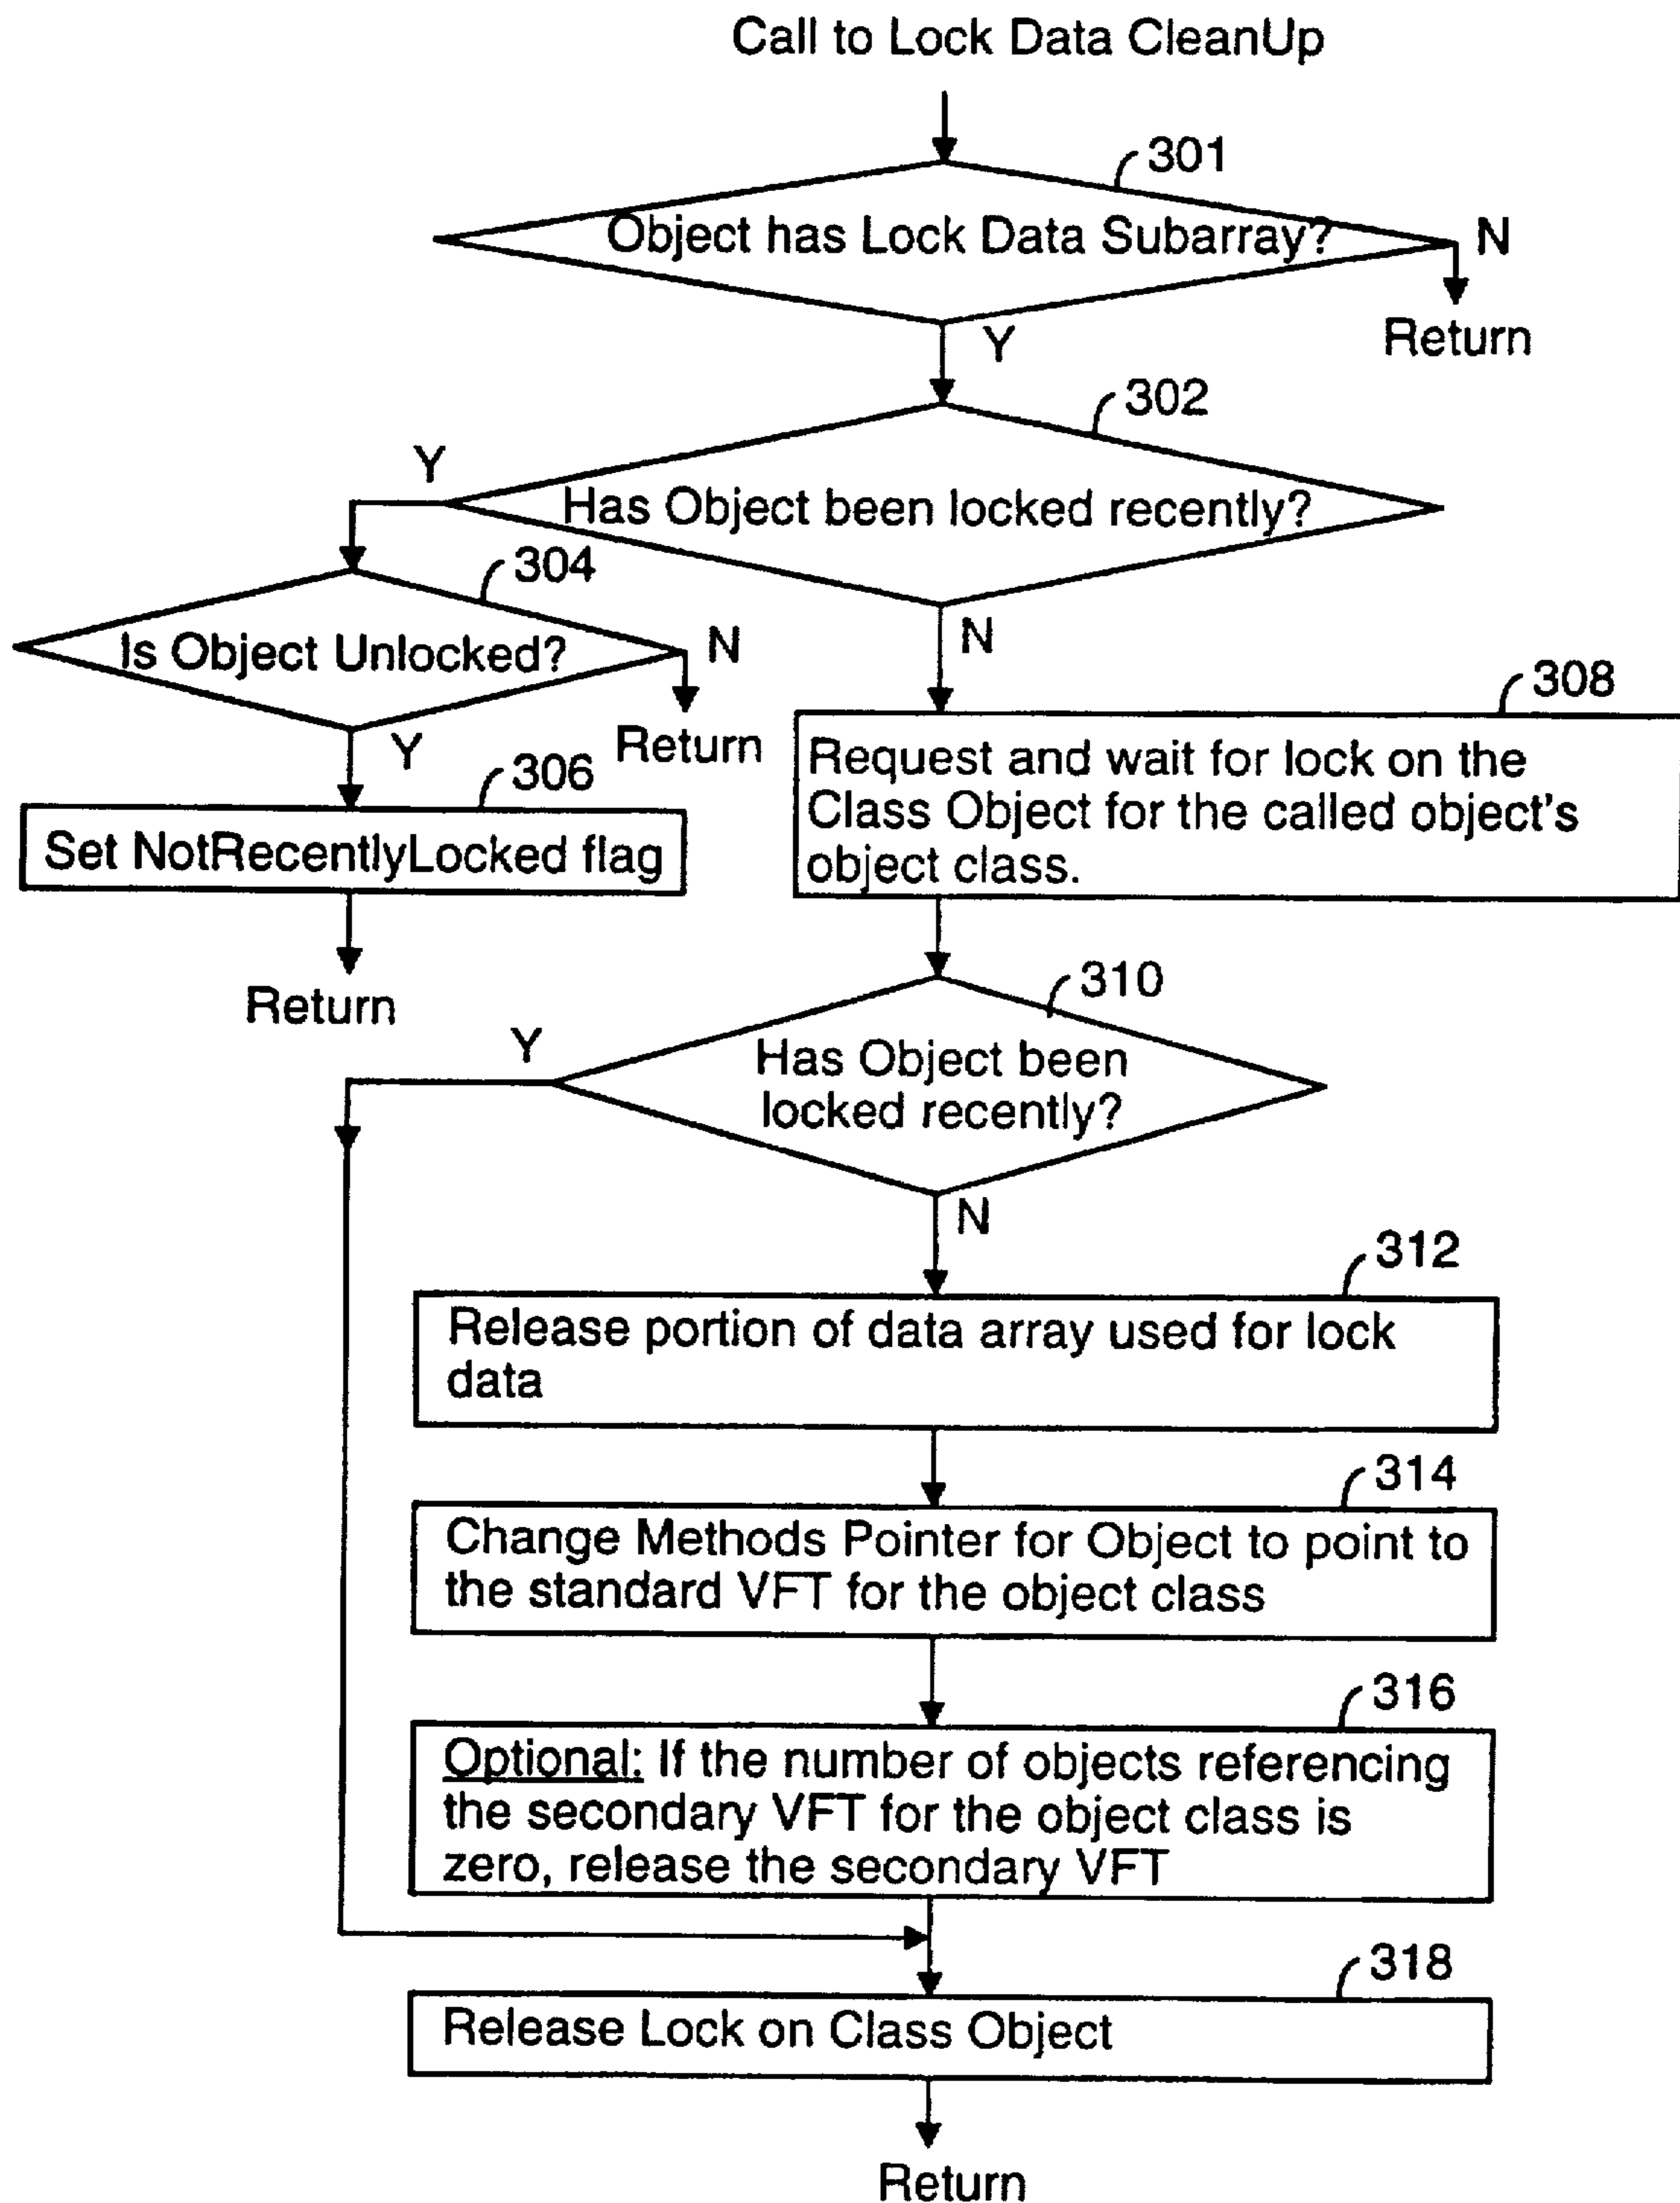 Call to Lock Data CleanUp
301
Object has Lock Data Subarray?
N
Return
Y
302
Y
Has Object been locked recently?
304
Is Object Unlocked?
N
Return
Y
306
Set NotRecentlyLocked flag
Return
N
308
Request and wait for lock on the
Class Object for the called object's
object class.
310
Y
Has Object been
locked recently?
N
312
Release portion of data array used for lock
data
314
Change Methods Pointer for Object to point to
the standard VFT for the object class
316
Optional: If the number of objects referencing
the secondary VFT for the object class is
zero, release the secondary VFT
318
Release Lock on Class Object
Return